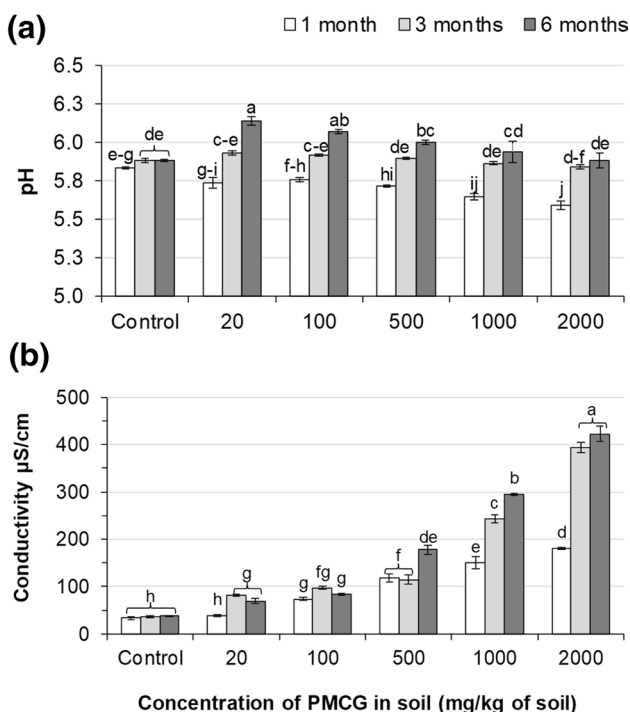 (a)
1 month 3 months 6 months
6.5
6.3
6.0
5.8
5.5
5.3
5.0
pH
e-g de
g-i c-e a
f-h c-e ab
hi de bc
ij de cd
j d-f de
Control 20 100 500 1000 2000
(b)
500
400
300
200
100
0
Conductivity µS/cm
h
h g
g fg g
f de
e c b
d a
Control 20 100 500 1000 2000
Concentration of PMCG in soil (mg/kg of soil)